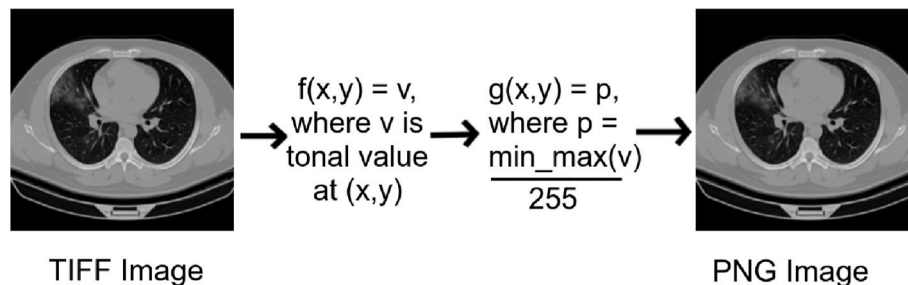 f(x,y) = v,
where v is
tonal value
at (x,y)
g(x,y) = p,
where p =
min_max(v)
255
TIFF Image
PNG Image